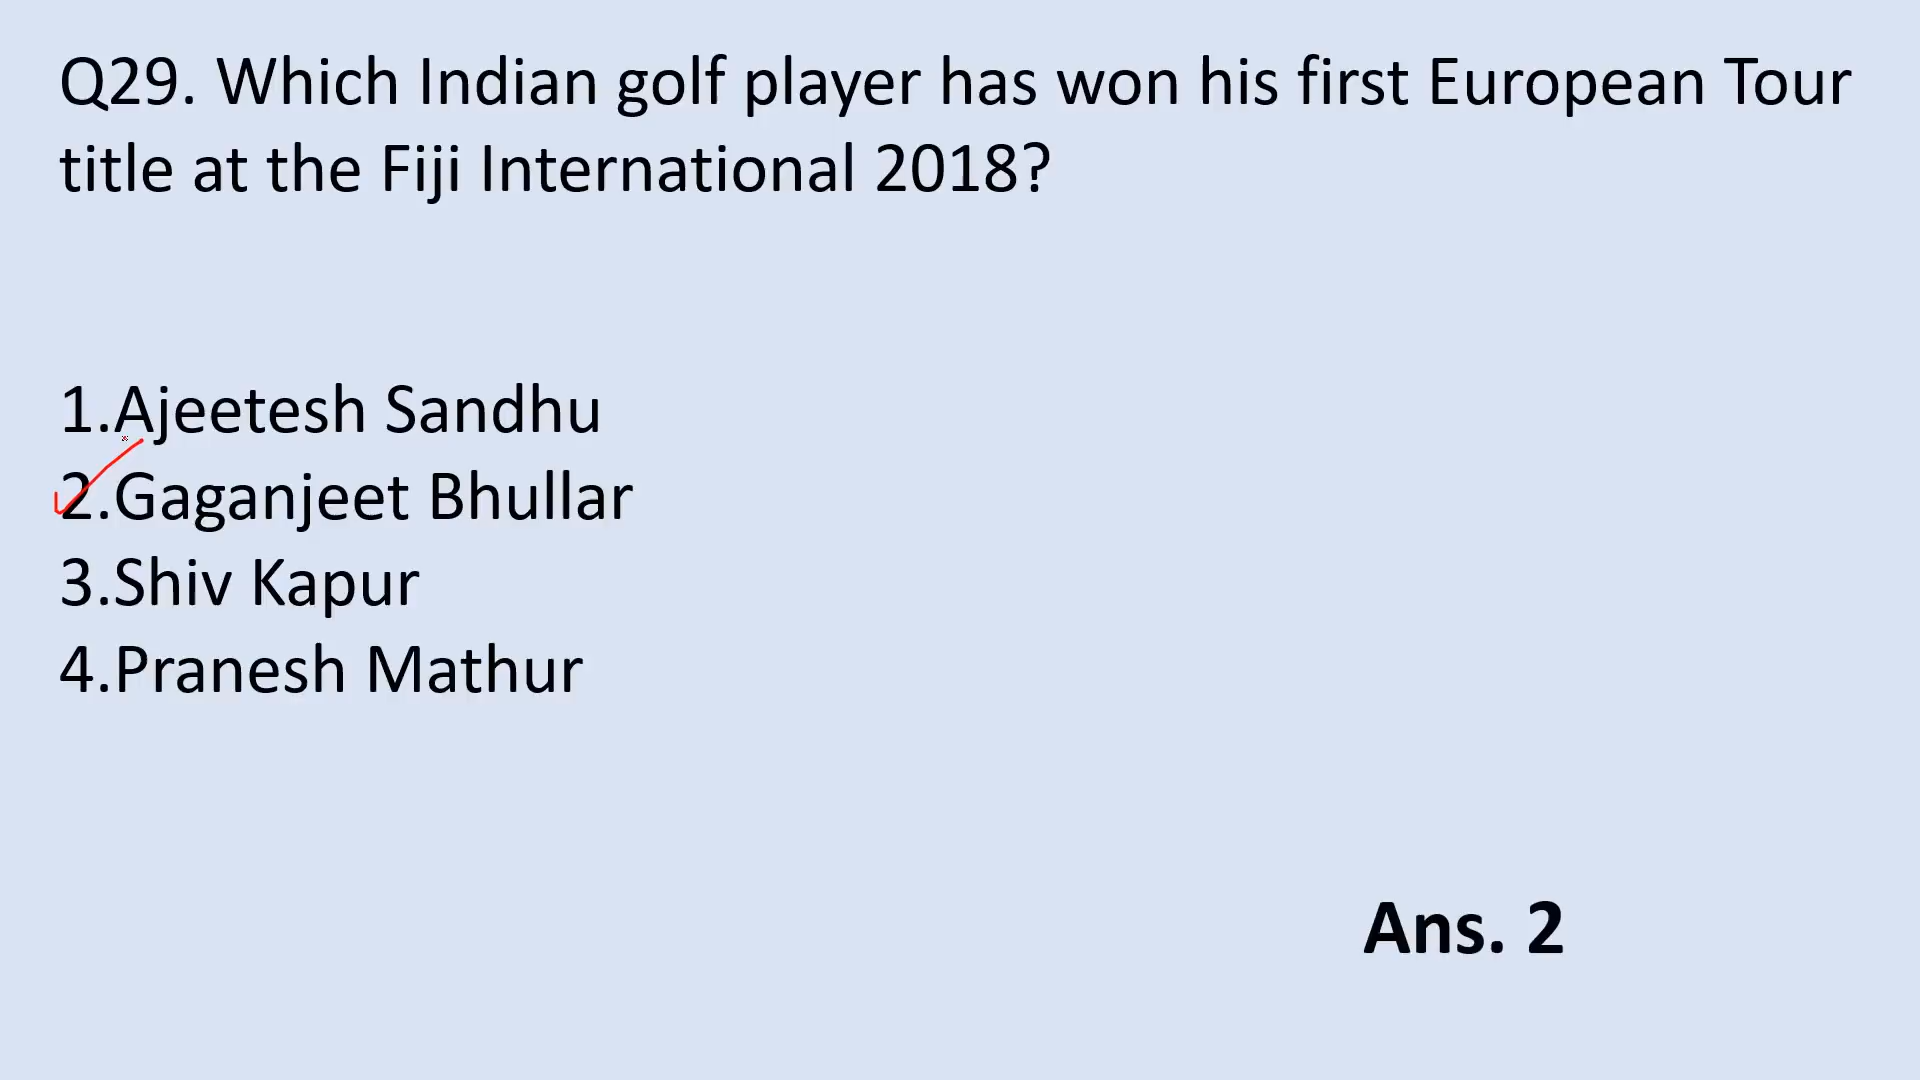 Q29. Which Indian golf player has won his first European Tour
title at the Fiji International 2018?
1.Ajeetesh Sandhu
2.Gaganjeet Bhullar
3.Shiv Kapur
4.Pranesh Mathur
Ans. 2